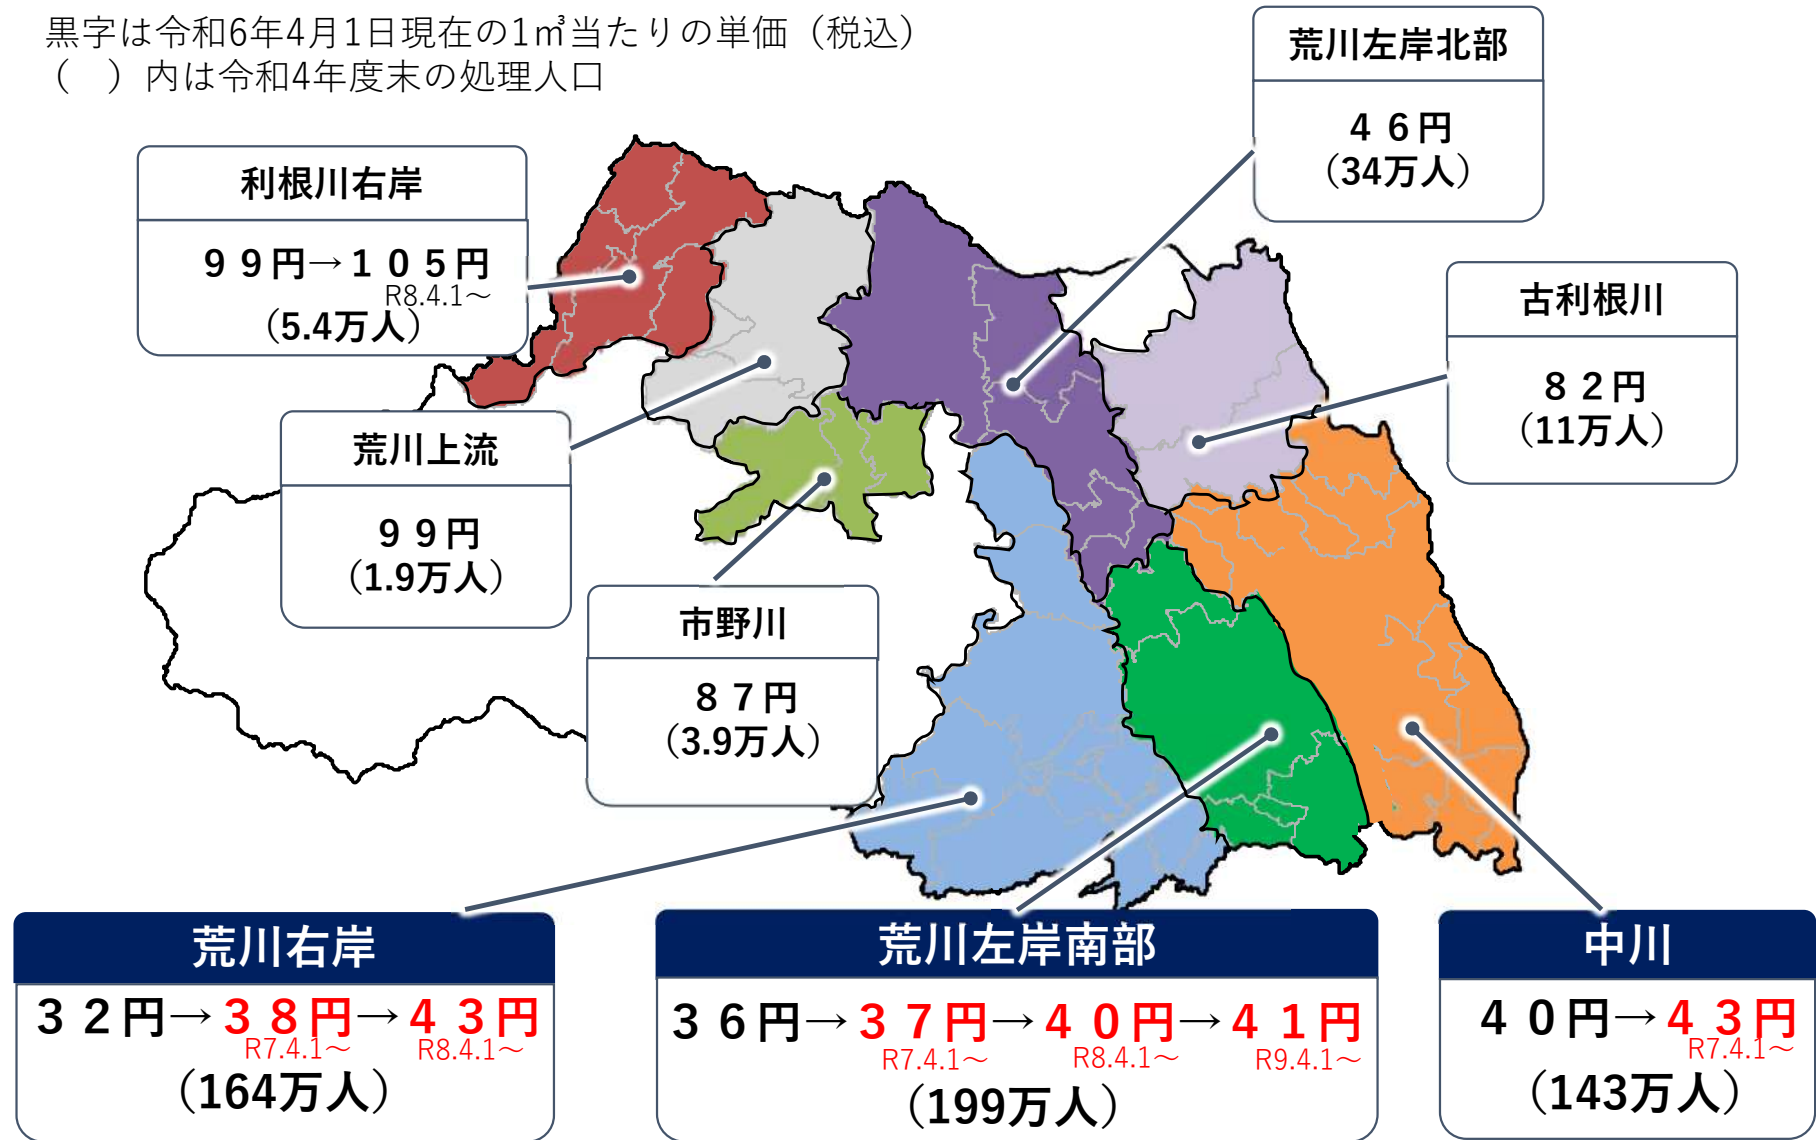 黒字は令和6年4月1日現在の1㎥当たりの単価（税込）
（　）内は令和4年度末の処理人口
荒川左岸北部
４６円
（34万人）
利根川右岸
９９円→１０５円
R8.4.1～
（5.4万人）
古利根川
８２円
（11万人）
荒川上流
９９円
（1.9万人）
市野川
８７円
（3.9万人）
荒川右岸
３２円→３８円→４３円
R7.4.1～ R8.4.1～
（164万人）
荒川左岸南部
３６円→３７円→４０円→４１円
R7.4.1～ R8.4.1～ R9.4.1～
（199万人）
中川
４０円→４３円
R7.4.1～
（143万人）